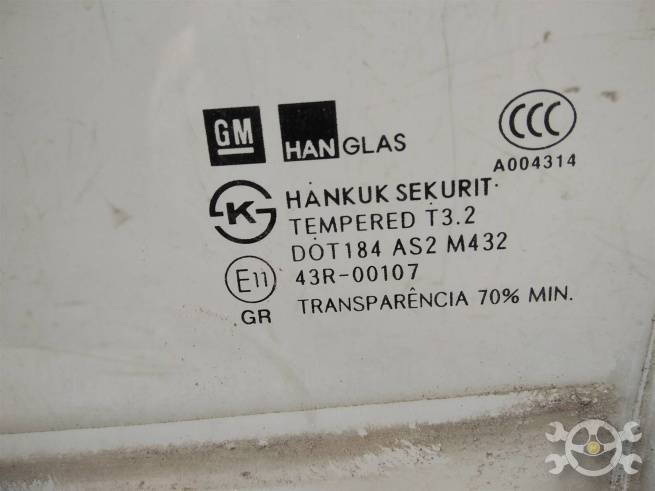 GM HANGLAS CCC
A004314
K HANKUK SEKURIT
TEMPERED T3.2
DOT184 AS2 M432
E11 43R-00107
GR TRANSPARÊNCIA 70% MIN.